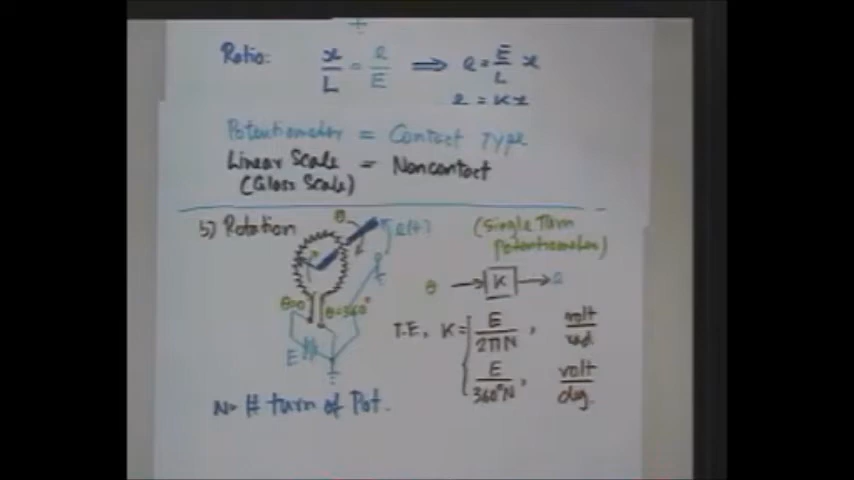 Ratio: x/L = e/E ⟹ e = E/L x
e = Kx
Potentiometer = Contact Type
Linear Scale = Noncontact
(Glass Scale)
5) Rotation
(Single Turn
Potentiometer)
θ
e(t)
θ → K → e
θ=0 θ=360°
E
T.F. K = { E/2πN, volt/rad.
E/360°N, volt/deg.
N= # turn of Pot.